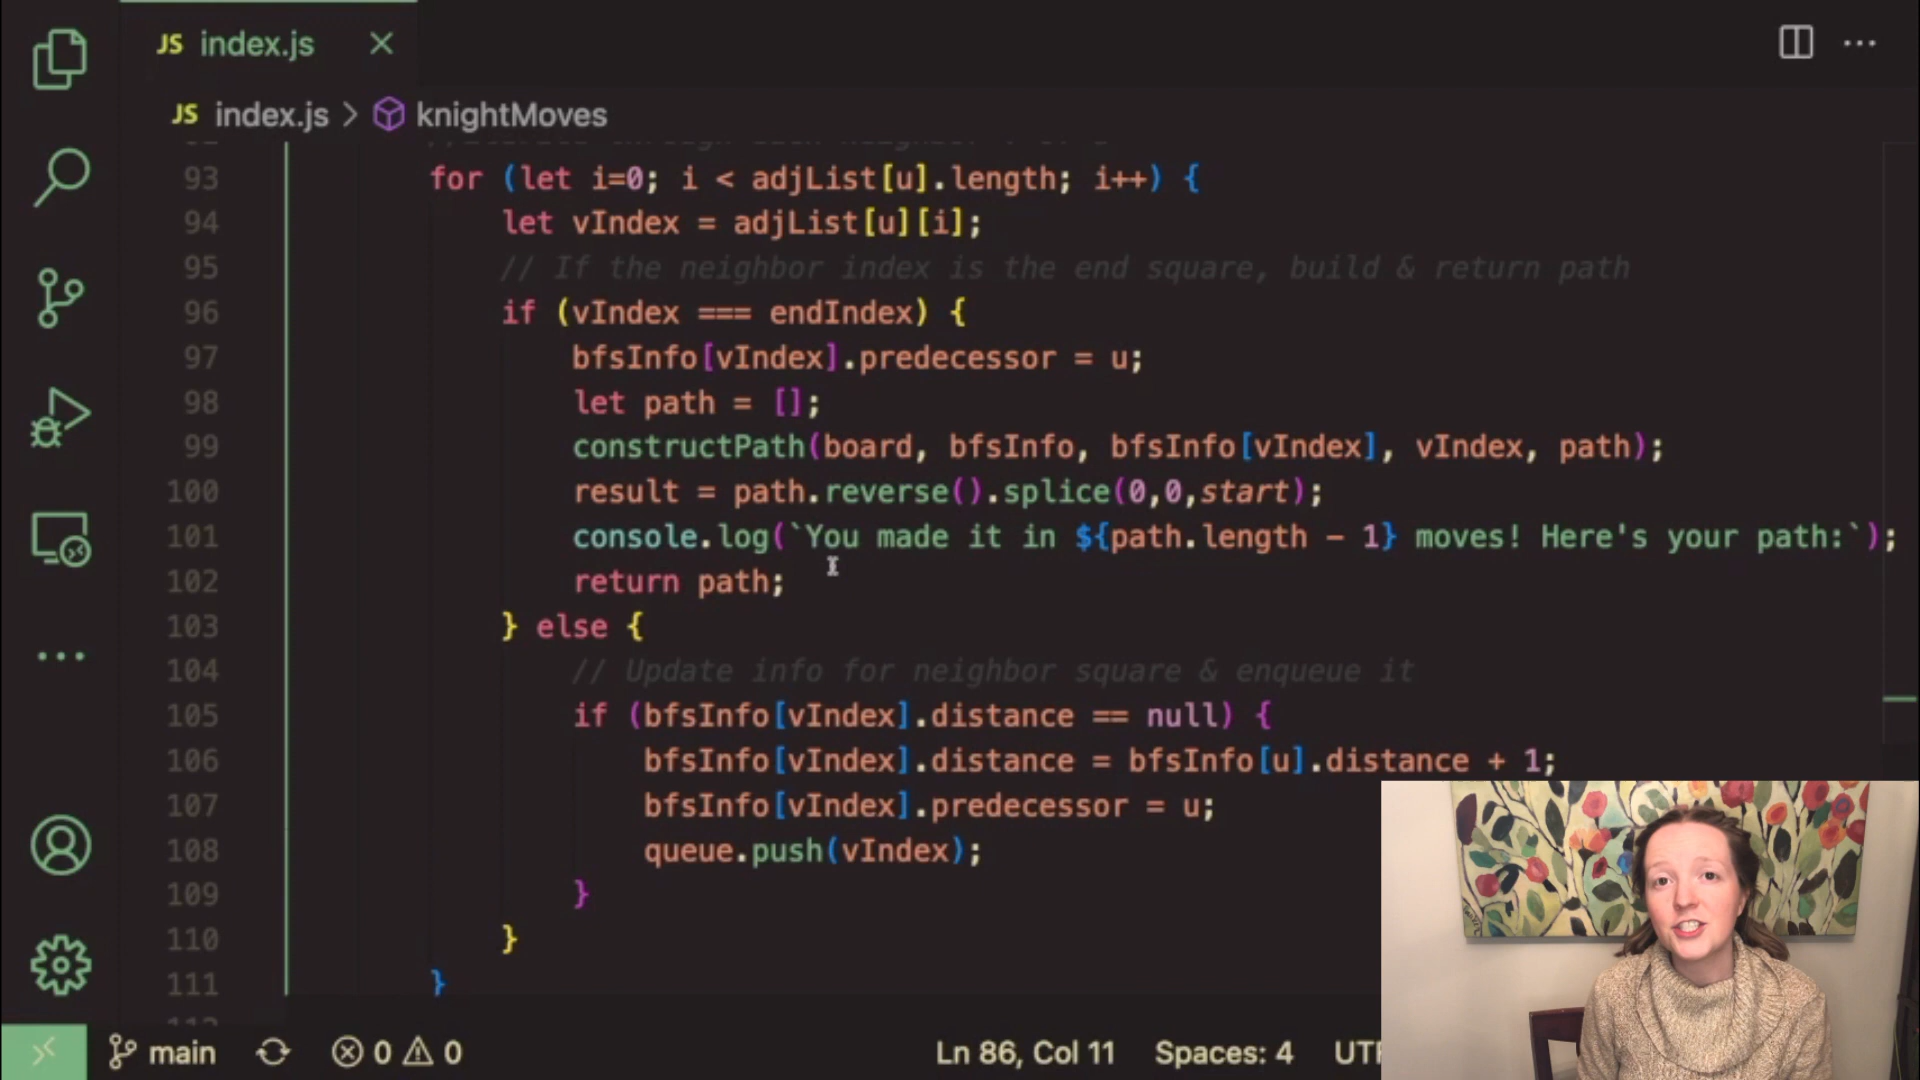 JS index.js
JS index.js > knightMoves
93 for (let i=0; i < adjList[u].length; i++) {
94 let vIndex = adjList[u][i];
95 // If the neighbor index is the end square, build & return path
96 if (vIndex === endIndex) {
97 bfsInfo[vIndex].predecessor = u;
98 let path = [];
99 constructPath(board, bfsInfo, bfsInfo[vIndex], vIndex, path);
100 result = path.reverse().splice(0,0,start);
101 console.log(`You made it in ${path.length - 1} moves! Here's your path:`);
102 return path;
103 } else {
104 // Update info for neighbor square & enqueue it
105 if (bfsInfo[vIndex].distance == null) {
106 bfsInfo[vIndex].distance = bfsInfo[u].distance + 1;
107 bfsInfo[vIndex].predecessor = u;
108 queue.push(vIndex);
109 }
110 }
111 }
main 0 0 Ln 86, Col 11 Spaces: 4 UTF